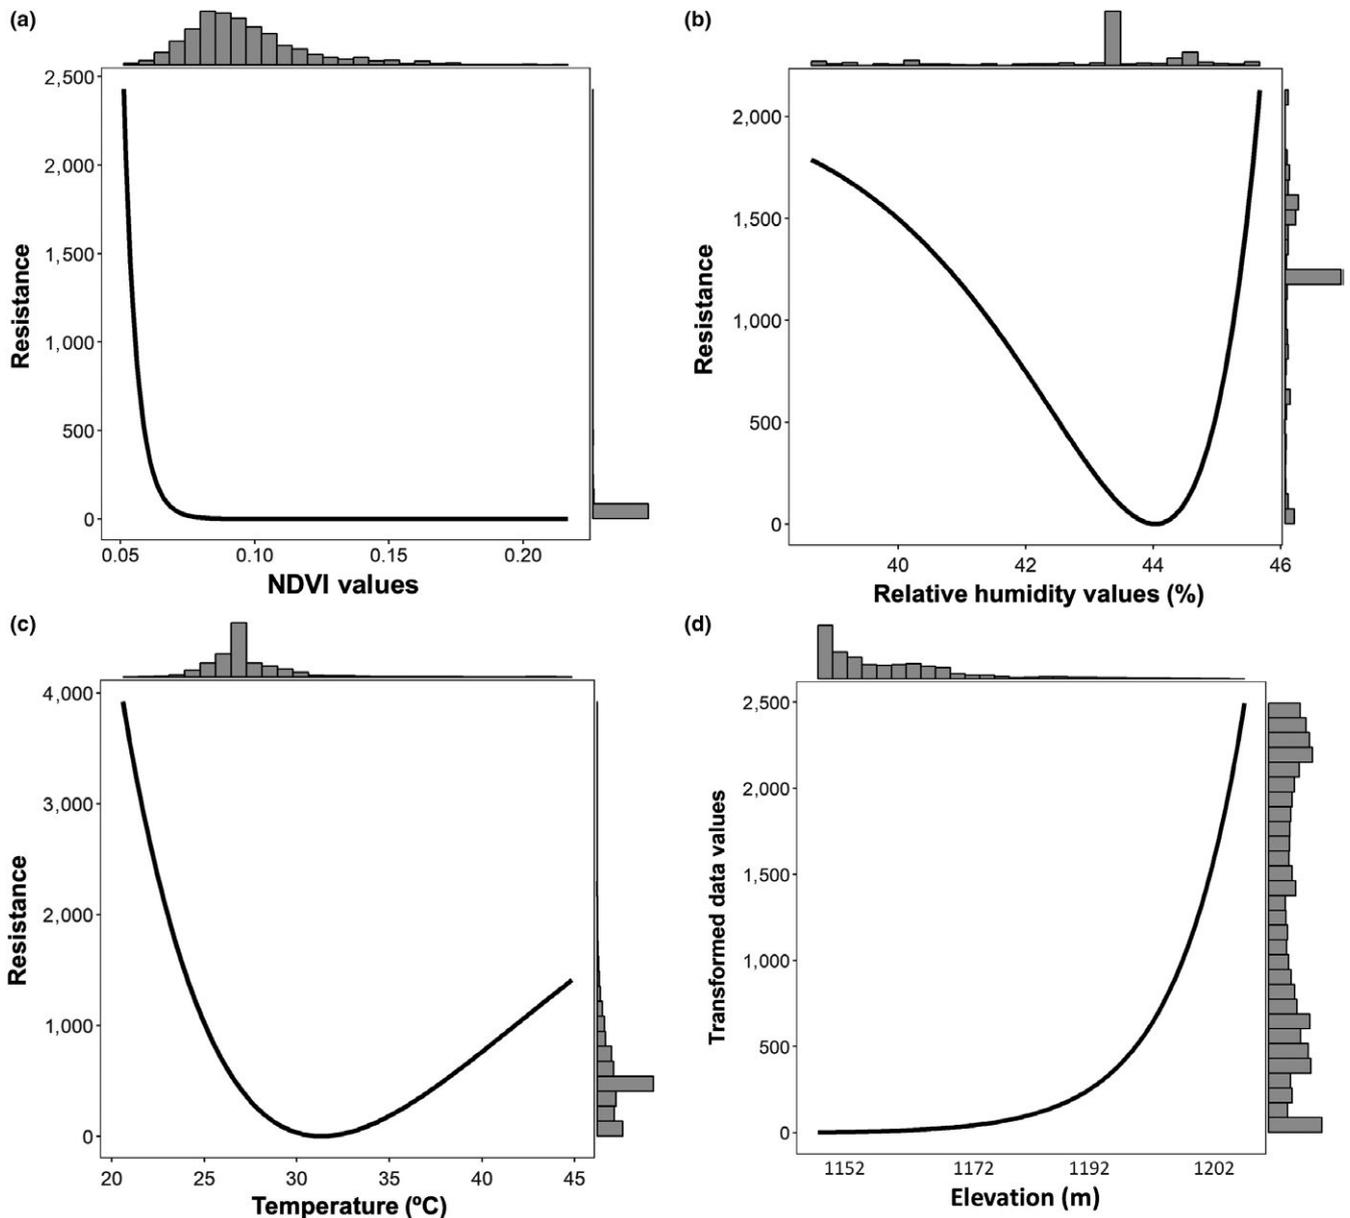 (a)
2,500
2,000
1,500
1,000
500
0
Resistance
0.05 0.10 0.15 0.20
NDVI values
(b)
2,000
1,500
1,000
500
0
Resistance
40 42 44 46
Relative humidity values (%)
(c)
4,000
3,000
2,000
1,000
0
Resistance
20 25 30 35 40 45
Temperature (ºC)
(d)
2,500
2,000
1,500
1,000
500
0
Transformed data values
1152 1172 1192 1202
Elevation (m)